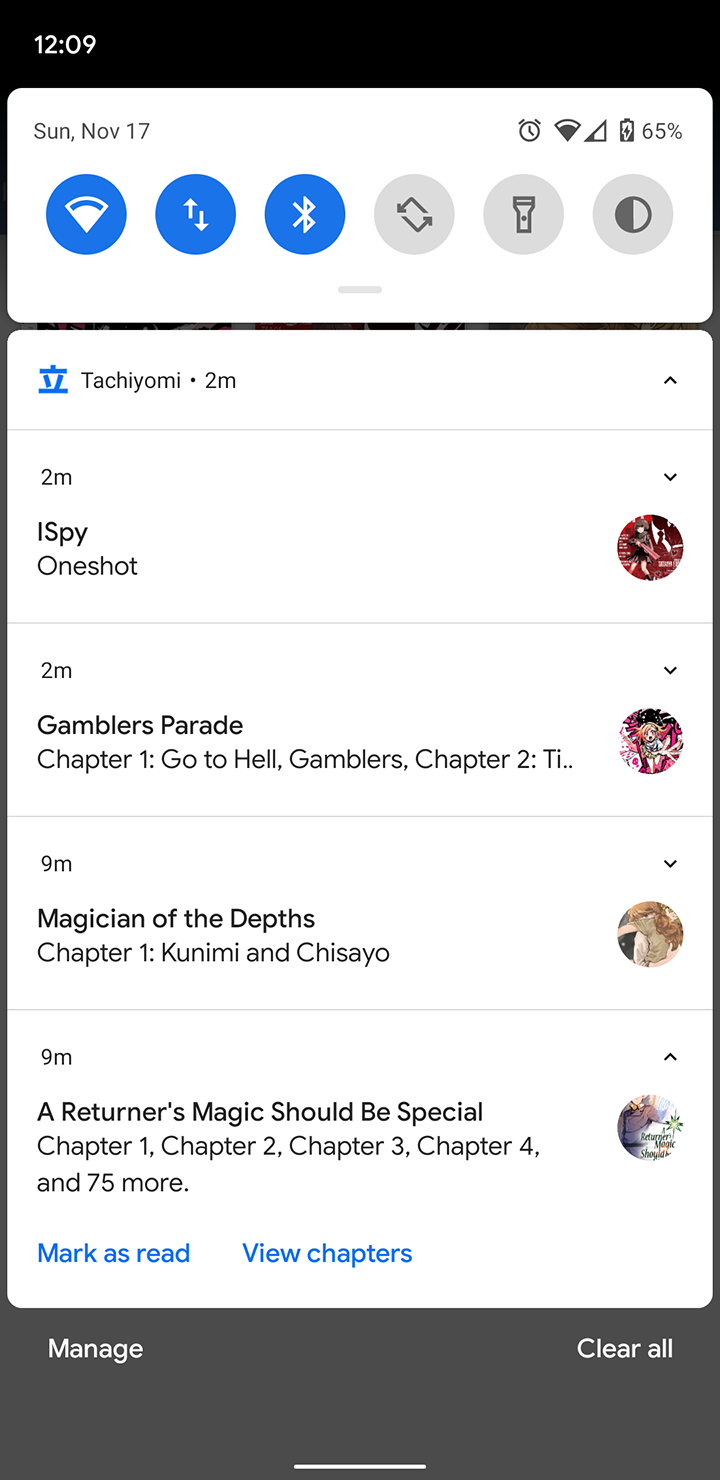 12:09
Sun, Nov 17
65%
立 Tachiyomi • 2m
2m
ISpy
Oneshot
2m
Gamblers Parade
Chapter 1: Go to Hell, Gamblers, Chapter 2: Ti..
9m
Magician of the Depths
Chapter 1: Kunimi and Chisayo
9m
A Returner's Magic Should Be Special
Chapter 1, Chapter 2, Chapter 3, Chapter 4,
and 75 more.
A
Returner's
Magic
Should
Mark as read
View chapters
Manage
Clear all